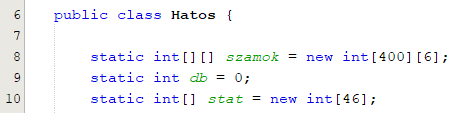 6 public class Hatos {
7
8 static int[][] szamok = new int[400][6];
9 static int db = 0;
10 static int[] stat = new int[46];